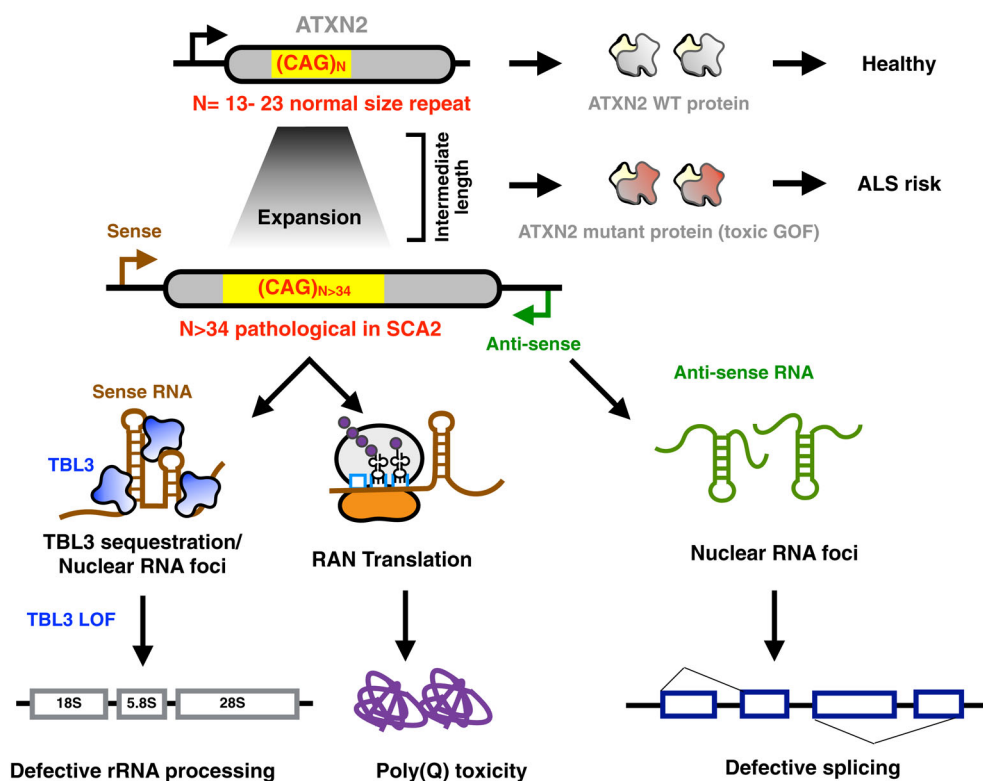 ATXN2
(CAG)N
N= 13- 23 normal size repeat
ATXN2 WT protein
Healthy
Expansion
Intermediate
length
ATXN2 mutant protein (toxic GOF)
ALS risk
Sense
(CAG)N>34
N>34 pathological in SCA2
Anti-sense
Sense RNA
TBL3
TBL3 sequestration/
Nuclear RNA foci
RAN Translation
Anti-sense RNA
Nuclear RNA foci
TBL3 LOF
18S
5.8S
28S
Defective rRNA processing
Poly(Q) toxicity
Defective splicing